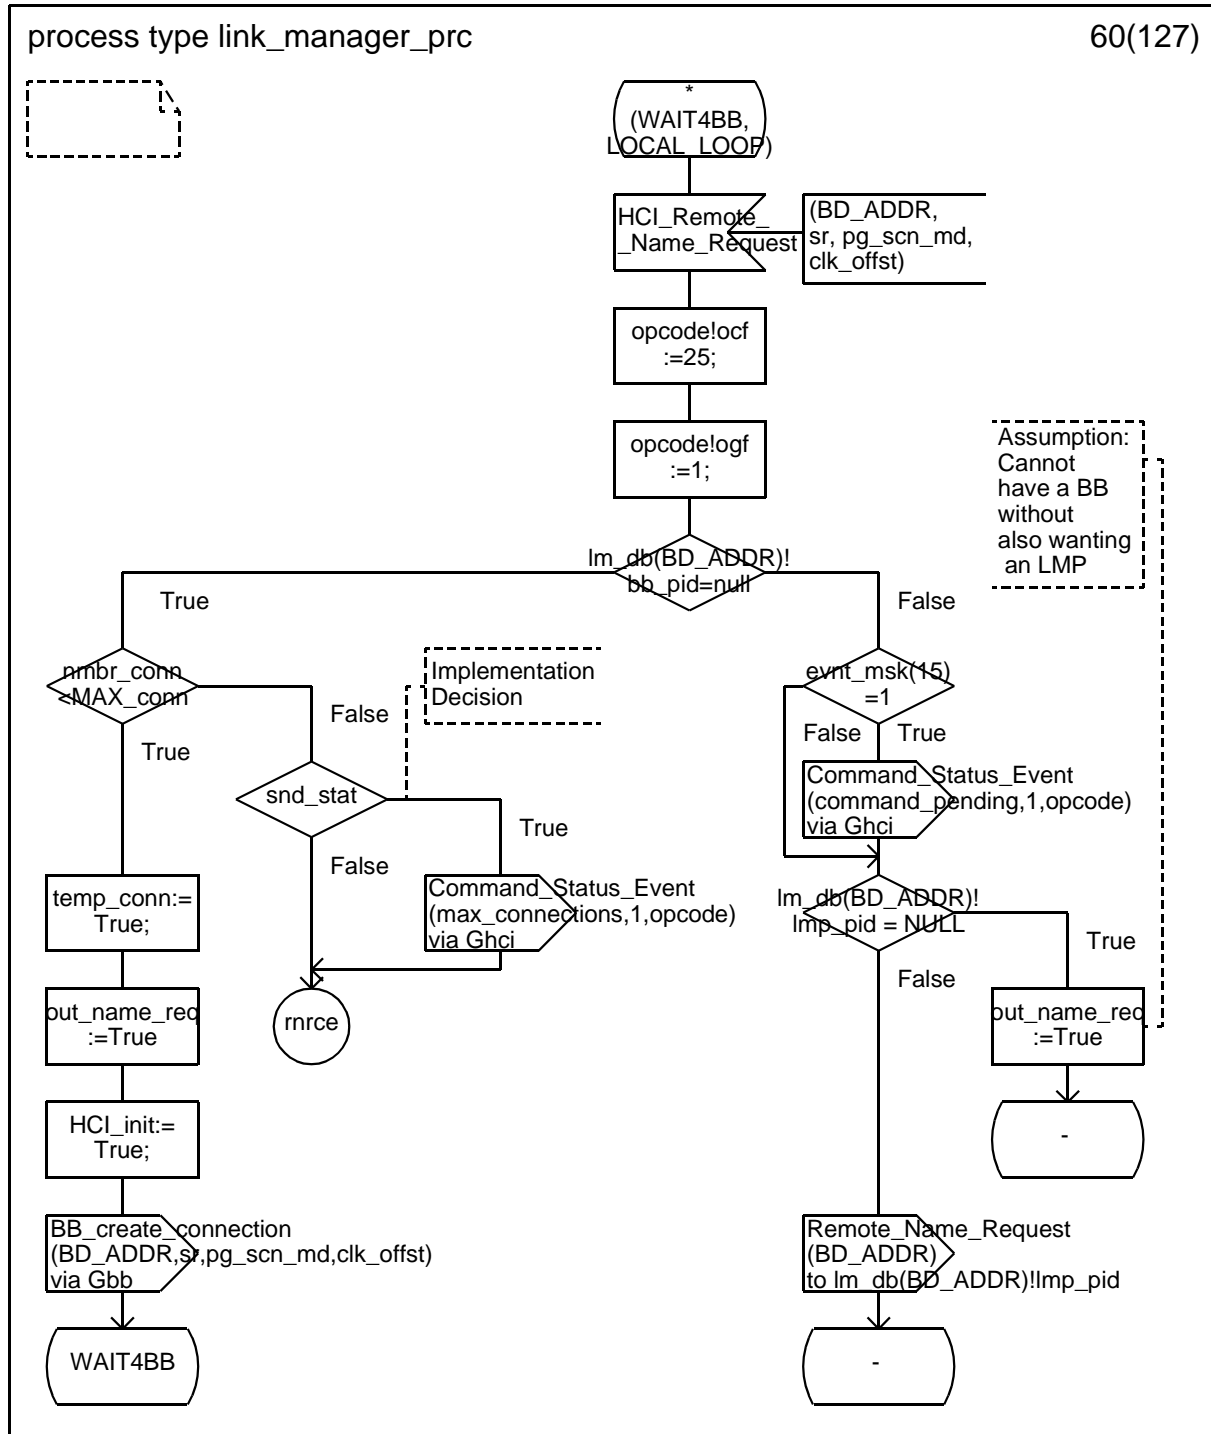 process type link_manager_prc
60(127)
*
(WAIT4BB,
LOCAL_LOOP)
HCI_Remote_
_Name_Request
(BD_ADDR,
sr, pg_scn_md,
clk_offst)
opcode!ocf
:=25;
opcode!ogf
:=1;
Assumption:
Cannot
have a BB
without
also wanting
an LMP
lm_db(BD_ADDR)!
bb_pid=null
True
False
nmbr_conn
<MAX_conn
Implementation
Decision
evnt_msk(15)
=1
False
True
False
True
snd_stat
Command_Status_Event
(command_pending,1,opcode)
via Ghci
True
False
temp_conn:=
True;
Command_Status_Event
(max_connections,1,opcode)
via Ghci
lm_db(BD_ADDR)!
lmp_pid = NULL
True
False
out_name_req
:=True
rnrce
out_name_req
:=True
HCI_init:=
True;
-
BB_create_connection
(BD_ADDR,sr,pg_scn_md,clk_offst)
via Gbb
Remote_Name_Request
(BD_ADDR)
to lm_db(BD_ADDR)!lmp_pid
WAIT4BB
-